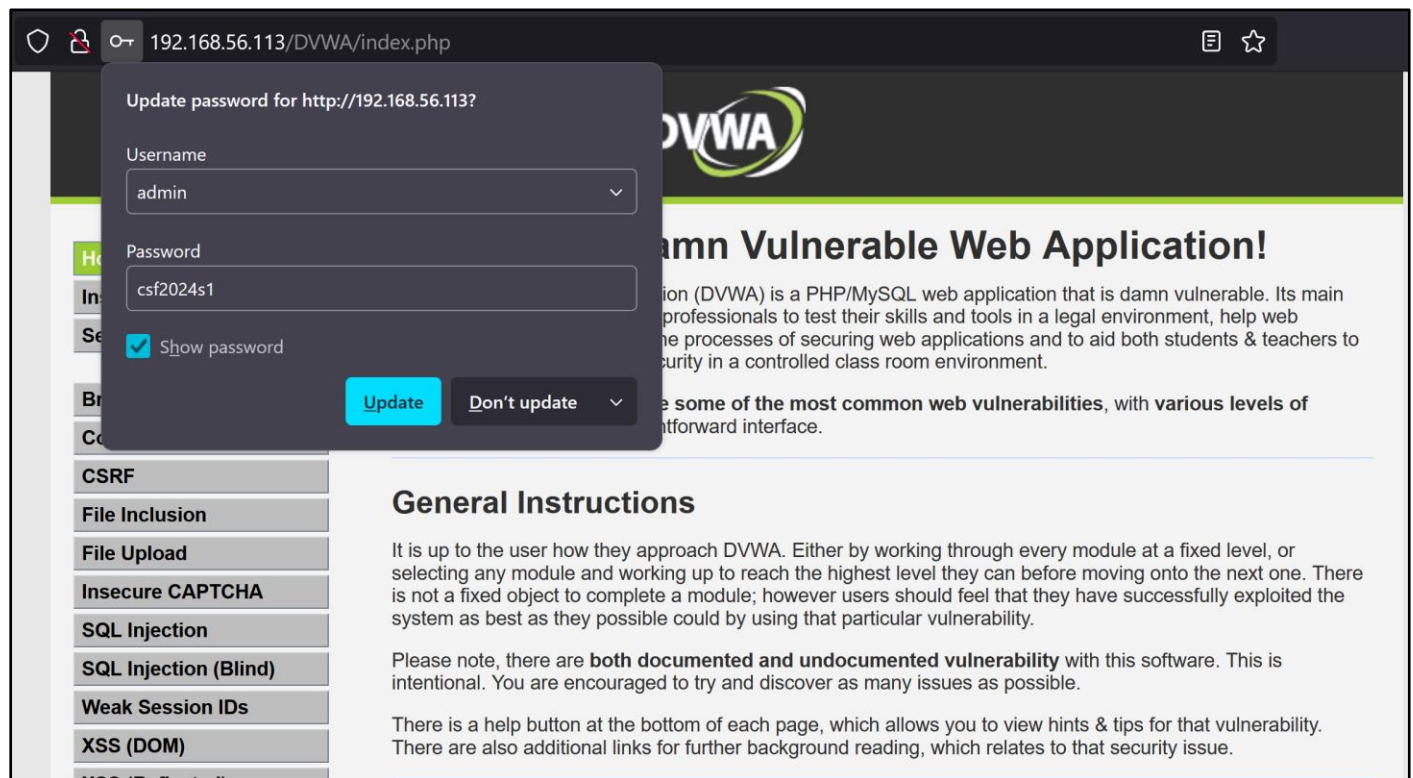 192.168.56.113/DVWA/index.php
Update password for http://192.168.56.113?
Username
admin
Password
csf2024s1
Show password
Update
Don't update
DVWA
amn Vulnerable Web Application!
ion (DVWA) is a PHP/MySQL web application that is damn vulnerable. Its main
professionals to test their skills and tools in a legal environment, help web
processes of securing web applications and to aid both students & teachers to
curity in a controlled class room environment.
some of the most common web vulnerabilities, with various levels of
tforward interface.
CSRF
File Inclusion
File Upload
Insecure CAPTCHA
SQL Injection
SQL Injection (Blind)
Weak Session IDs
XSS (DOM)
General Instructions
It is up to the user how they approach DVWA. Either by working through every module at a fixed level, or
selecting any module and working up to reach the highest level they can before moving onto the next one. There
is not a fixed object to complete a module; however users should feel that they have successfully exploited the
system as best as they possible could by using that particular vulnerability.
Please note, there are both documented and undocumented vulnerability with this software. This is
intentional. You are encouraged to try and discover as many issues as possible.
There is a help button at the bottom of each page, which allows you to view hints & tips for that vulnerability.
There are also additional links for further background reading, which relates to that security issue.